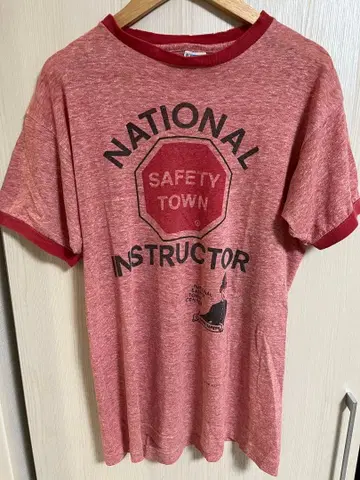 NATIONAL
SAFETY
TOWN
®
INSTRUCTOR